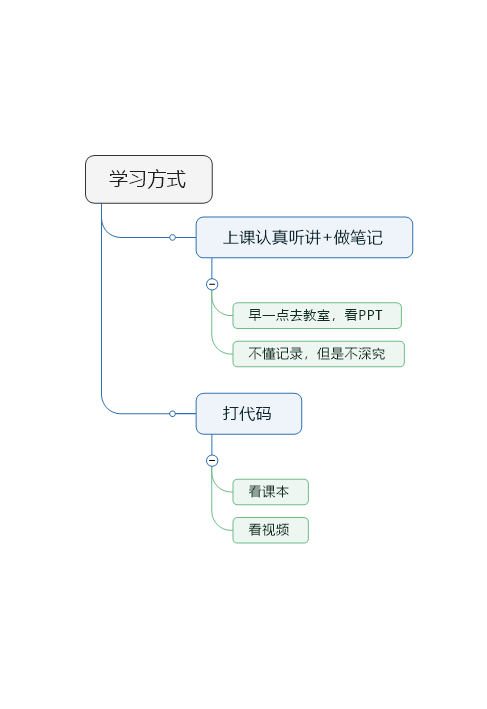 学习方式
上课认真听讲+做笔记
早一点去教室，看PPT
不懂记录，但是不深究
打代码
看课本
看视频